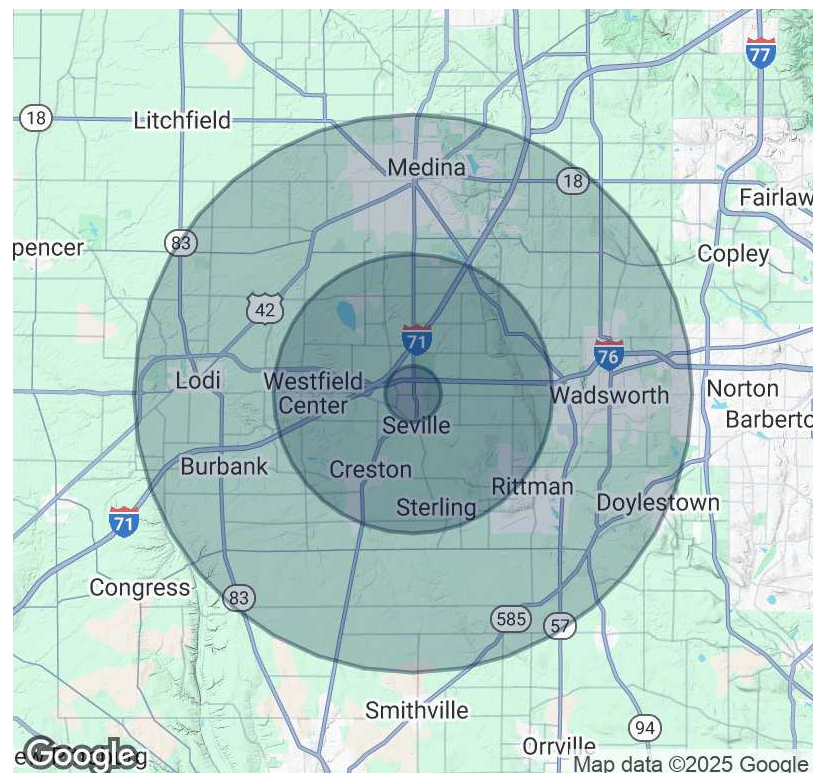 77
18
Litchfield
Medina
18
Fairlaw
83
pencer
Copley
42
71
76
Lodi
Westfield
Center
Wadsworth
Norton
Barberto
Seville
Burbank
Creston
Rittman
Sterling
Doylestown
71
Congress
83
585
57
Smithville
94
Orrville
Google
Map data ©2025 Google